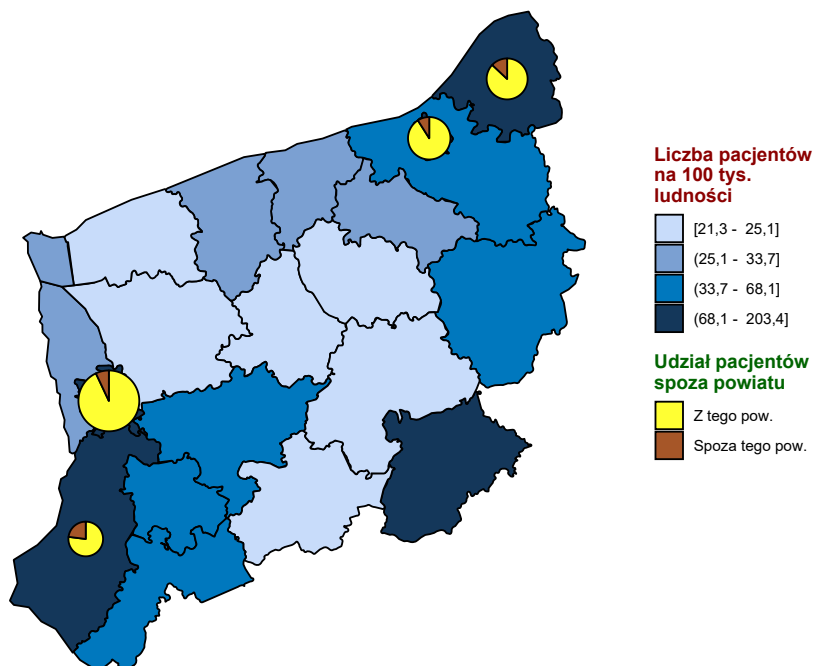 Liczba pacjentów
na 100 tys.
ludności
[21,3 - 25,1]
(25,1 - 33,7]
(33,7 - 68,1]
(68,1 - 203,4]
Udział pacjentów
spoza powiatu
Z tego pow.
Spoza tego pow.